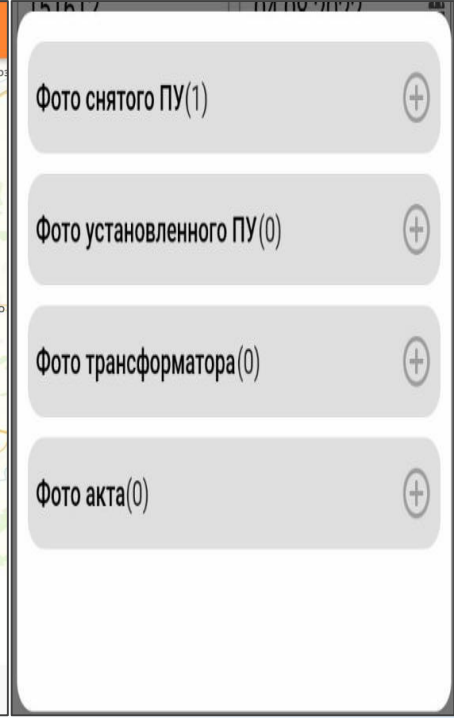 Фото снятого ПУ(1)
Фото установленного ПУ(0)
Фото трансформатора(0)
Фото акта(0)